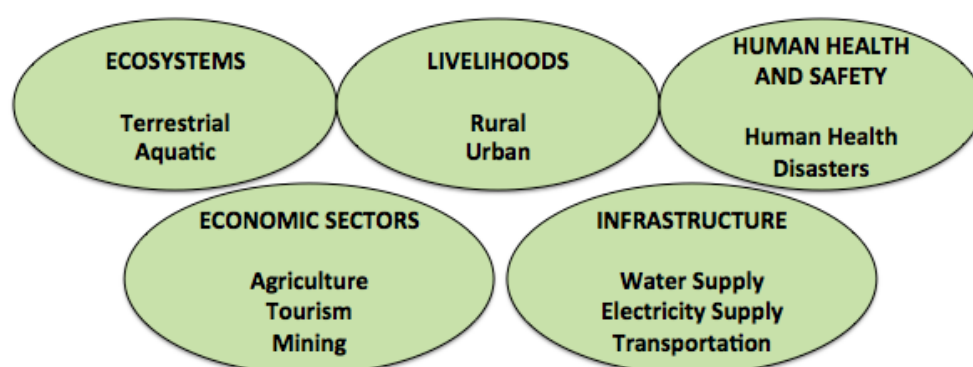 ECOSYSTEMS
Terrestrial
Aquatic
LIVELIHOODS
Rural
Urban
HUMAN HEALTH
AND SAFETY
Human Health
Disasters
ECONOMIC SECTORS
Agriculture
Tourism
Mining
INFRASTRUCTURE
Water Supply
Electricity Supply
Transportation